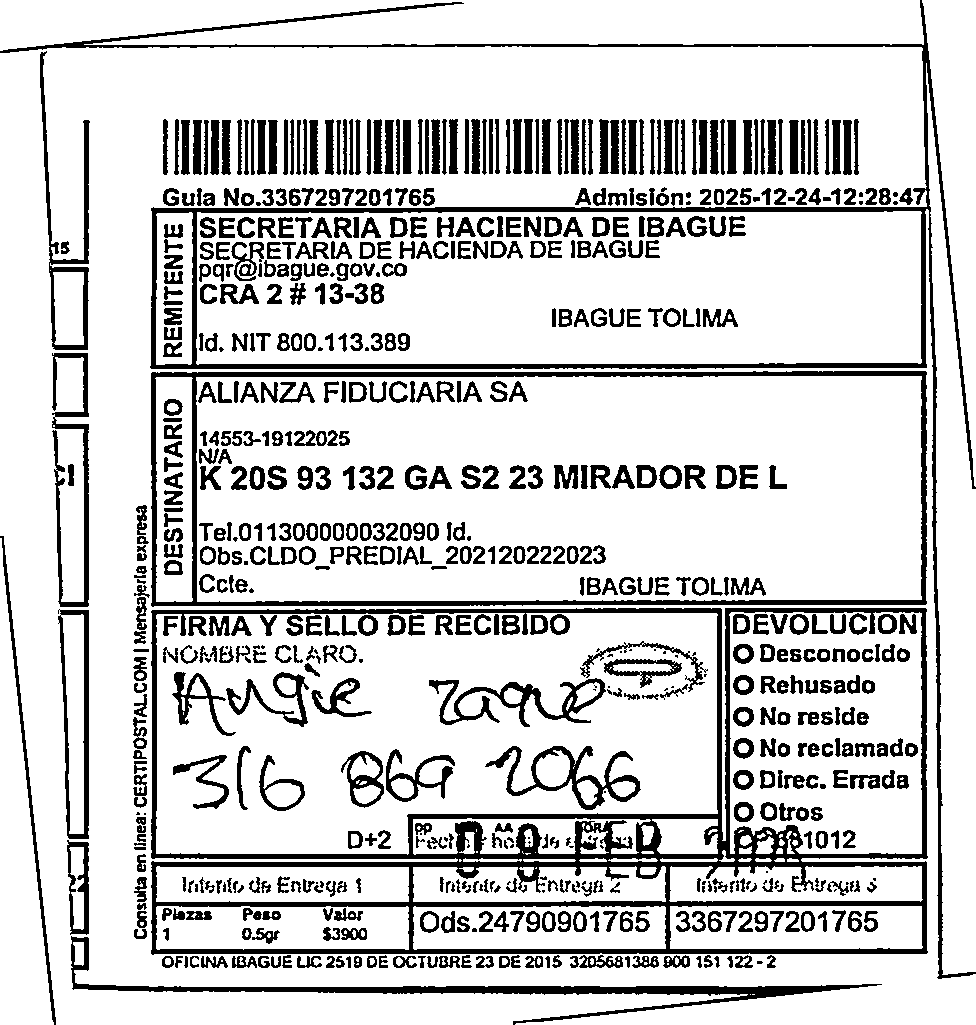 Guia No.3367297201765 Admisión: 2025-12-24-12:28:47
REMITENTE
SECRETARIA DE HACIENDA DE IBAGUE
SECRETARIA DE HACIENDA DE IBAGUE
pqr@ibague.gov.co
CRA 2 # 13-38
IBAGUE TOLIMA
Id. NIT 800.113.389
DESTINATARIO
ALIANZA FIDUCIARIA SA
14553-19122025
N/A
K 20S 93 132 GA S2 23 MIRADOR DE L
Tel.011300000032090 Id.
Obs.CLDO_PREDIAL_202120222023
Ccte. IBAGUE TOLIMA
Consulta en línea: CERTIPOSTAL.COM | Mensajería expresa
FIRMA Y SELLO DE RECIBIDO
NOMBRE CLARO.
Angie Zaque
316 869 2066
DEVOLUCION
Desconocido
Rehusado
No reside
No reclamado
Direc. Errada
Otros
D+2
09 FEB
Intento de Entrega 1 Intento de Entrega 2 Intento de Entrega 3
Piezas Peso Valor
1 0.5gr $3900
Ods.24790901765 3367297201765
OFICINA IBAGUE LIC 2519 DE OCTUBRE 23 DE 2015 3205681386 900 151 122 - 2
15
22